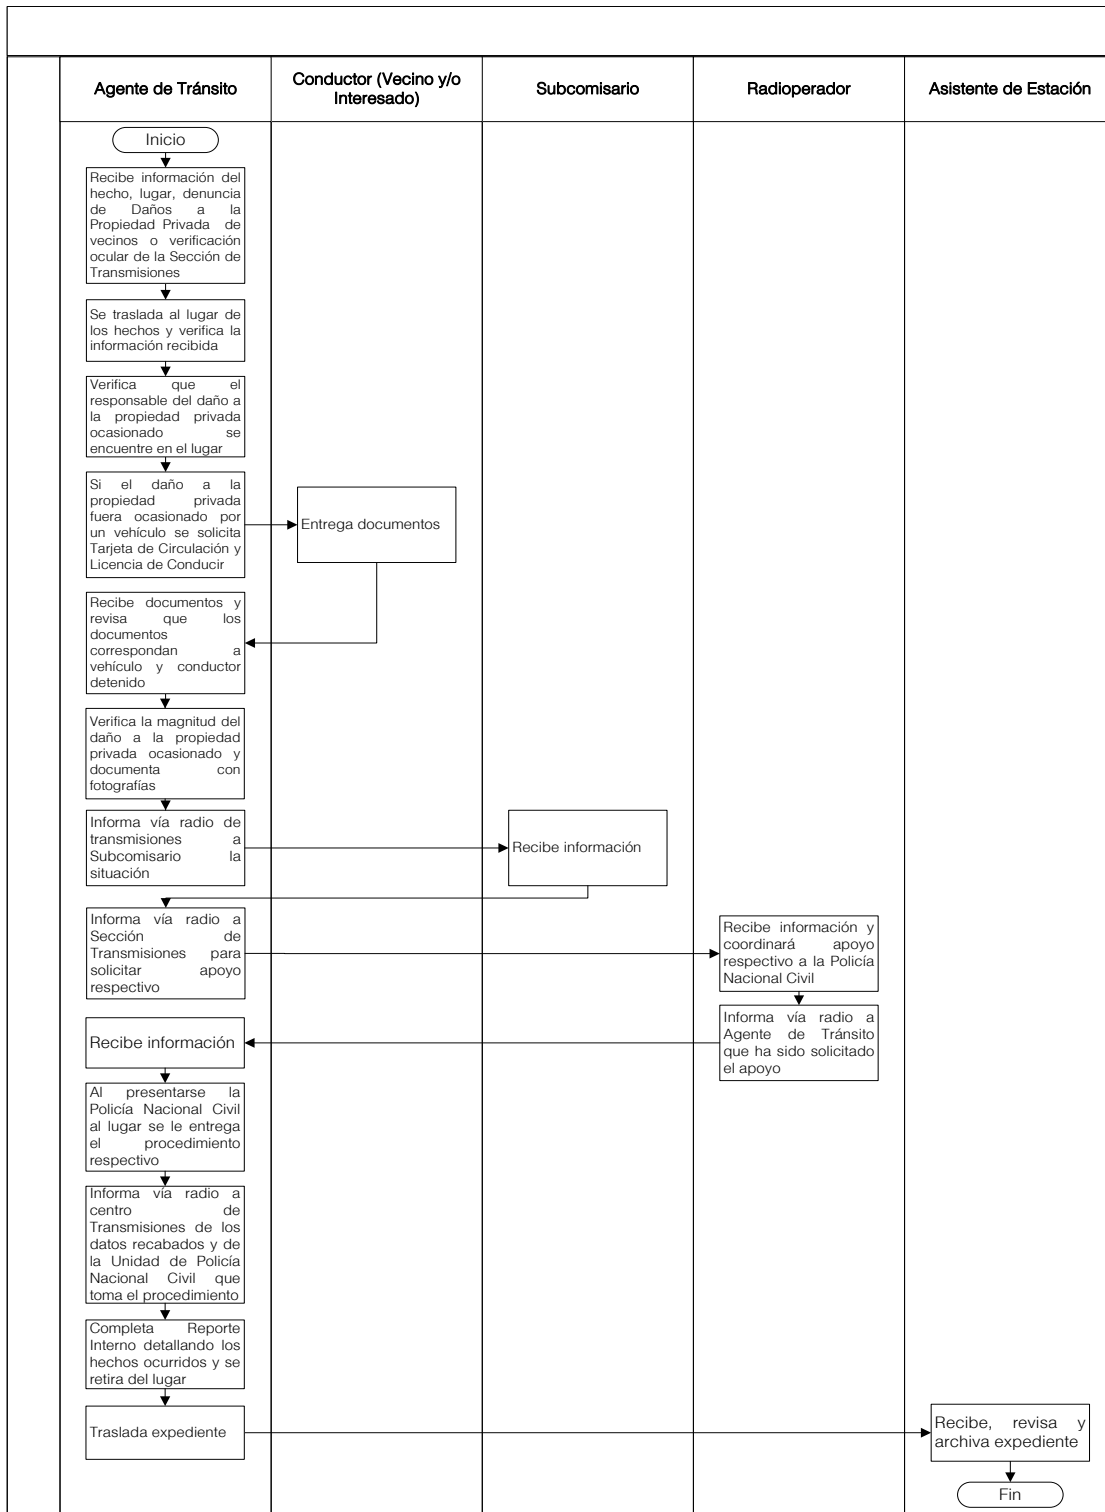 Agente de Tránsito
Conductor (Vecino y/o
Interesado)
Subcomisario
Radioperador
Asistente de Estación
Inicio
Recibe información del
hecho, lugar, denuncia
de Daños a la
Propiedad Privada de
vecinos o verificación
ocular de la Sección de
Transmisiones
Se traslada al lugar de
los hechos y verifica la
información recibida
Verifica que el
responsable del daño a
la propiedad privada
ocasionado se
encuentre en el lugar
Si el daño a la
propiedad privada
fuera ocasionado por
un vehículo se solicita
Tarjeta de Circulación y
Licencia de Conducir
Entrega documentos
Recibe documentos y
revisa que los
documentos
correspondan a
vehículo y conductor
detenido
Verifica la magnitud del
daño a la propiedad
privada ocasionado y
documenta con
fotografías
Informa vía radio de
transmisiones a
Subcomisario la
situación
Recibe información
Informa vía radio a
Sección de
Transmisiones para
solicitar apoyo
respectivo
Recibe información y
coordinará apoyo
respectivo a la Policía
Nacional Civil
Informa vía radio a
Agente de Tránsito
que ha sido solicitado
el apoyo
Recibe información
Al presentarse la
Policía Nacional Civil
al lugar se le entrega
el procedimiento
respectivo
Informa vía radio a
centro de
Transmisiones de los
datos recabados y de
la Unidad de Policía
Nacional Civil que
toma el procedimiento
Completa Reporte
Interno detallando los
hechos ocurridos y se
retira del lugar
Traslada expediente
Recibe, revisa y
archiva expediente
Fin